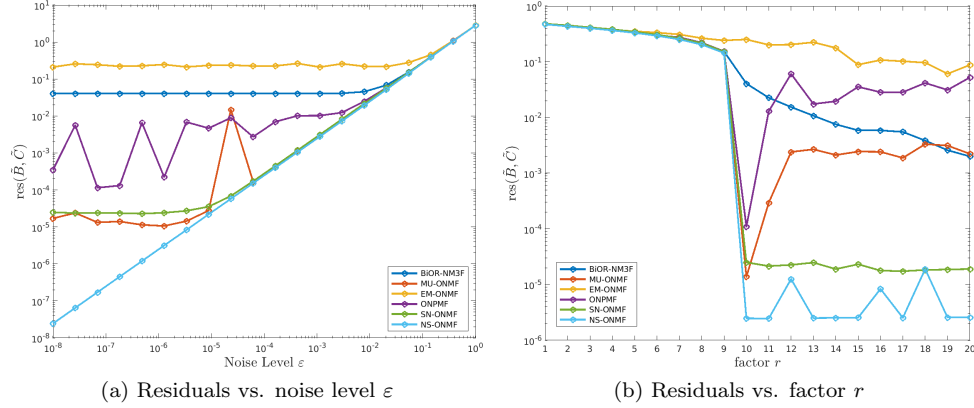 10^1
10^0
10^-1
10^-2
10^-3
10^-4
10^-5
10^-6
10^-7
10^-8
res(B̃, C̃)
BiOR-NM3F
MU-ONMF
EM-ONMF
ONPMF
SN-ONMF
NS-ONMF
10^-8 10^-7 10^-6 10^-5 10^-4 10^-3 10^-2 10^-1 10^0
Noise Level ε
(a) Residuals vs. noise level ε
10^0
10^-1
10^-2
10^-3
10^-4
10^-5
10^-6
res(B̃, C̃)
BiOR-NM3F
MU-ONMF
EM-ONMF
ONPMF
SN-ONMF
NS-ONMF
1 2 3 4 5 6 7 8 9 10 11 12 13 14 15 16 17 18 19 20
factor r
(b) Residuals vs. factor r